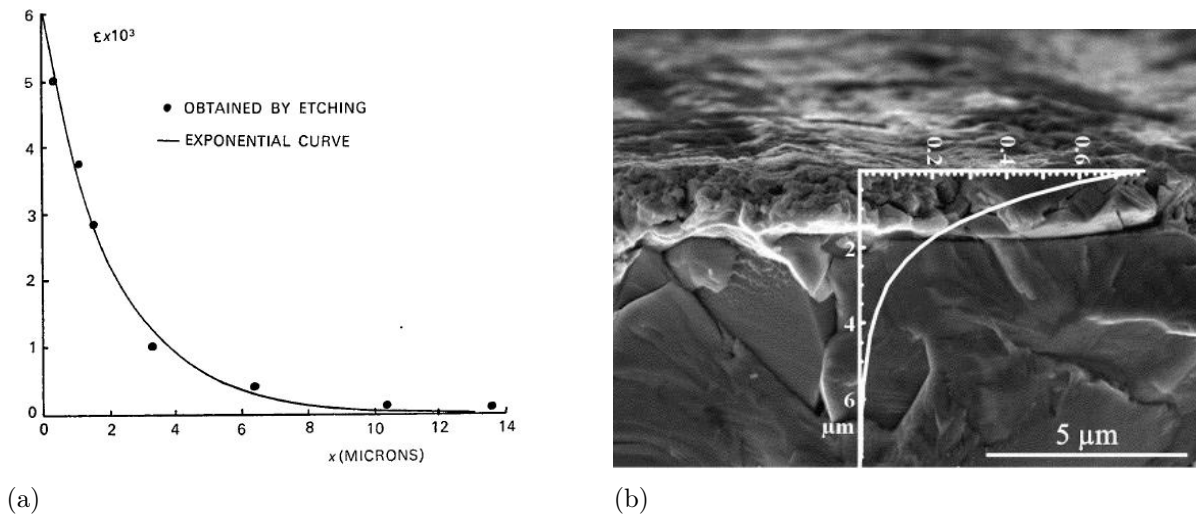 6
Ɛx10³
5
● OBTAINED BY ETCHING
— EXPONENTIAL CURVE
4
3
2
1
0
0 2 4 6 8 10 12 14
x (MICRONS)
0.2 0.4 0.6
2
4
6
µm
5 µm
(a)
(b)